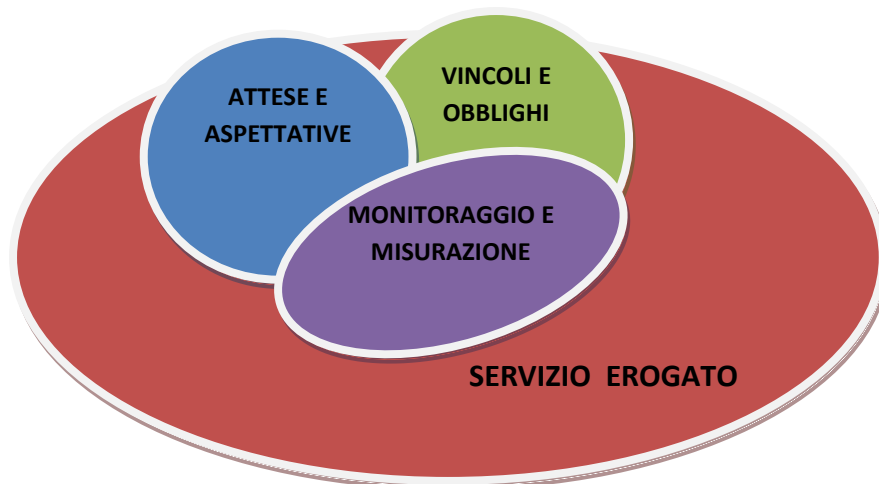 ATTESE E
ASPETTATIVE
VINCOLI E
OBBLIGHI
MONITORAGGIO E
MISURAZIONE
SERVIZIO EROGATO